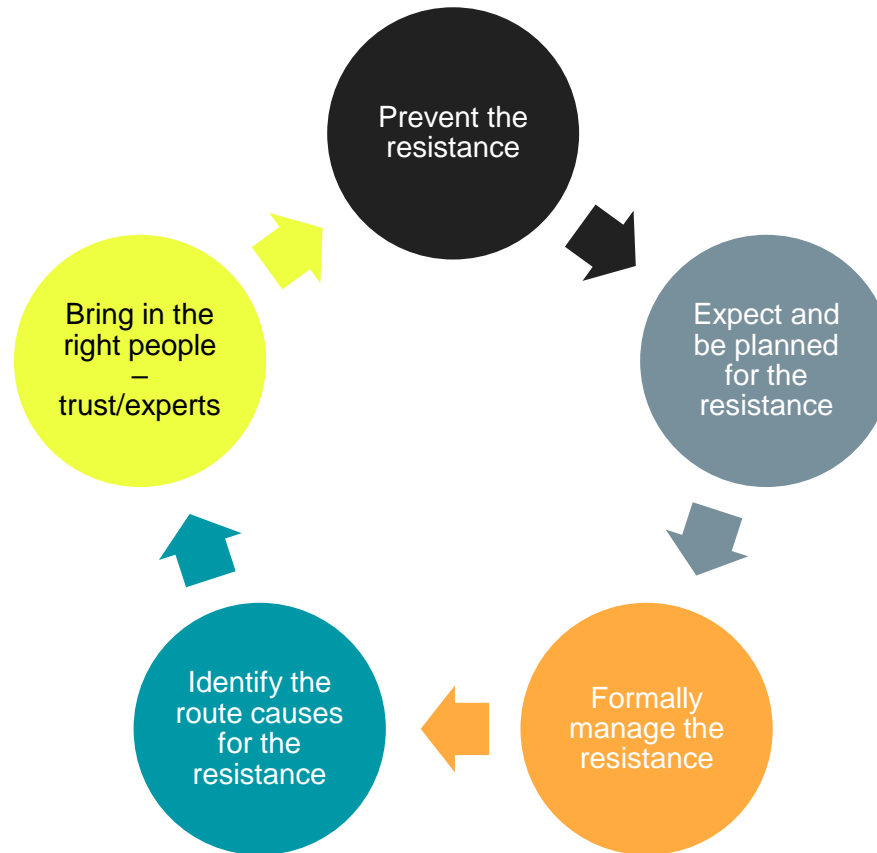 Prevent the
resistance
Expect and
be planned
for the
resistance
Formally
manage the
resistance
Identify the
route causes
for the
resistance
Bring in the
right people
–
trust/experts